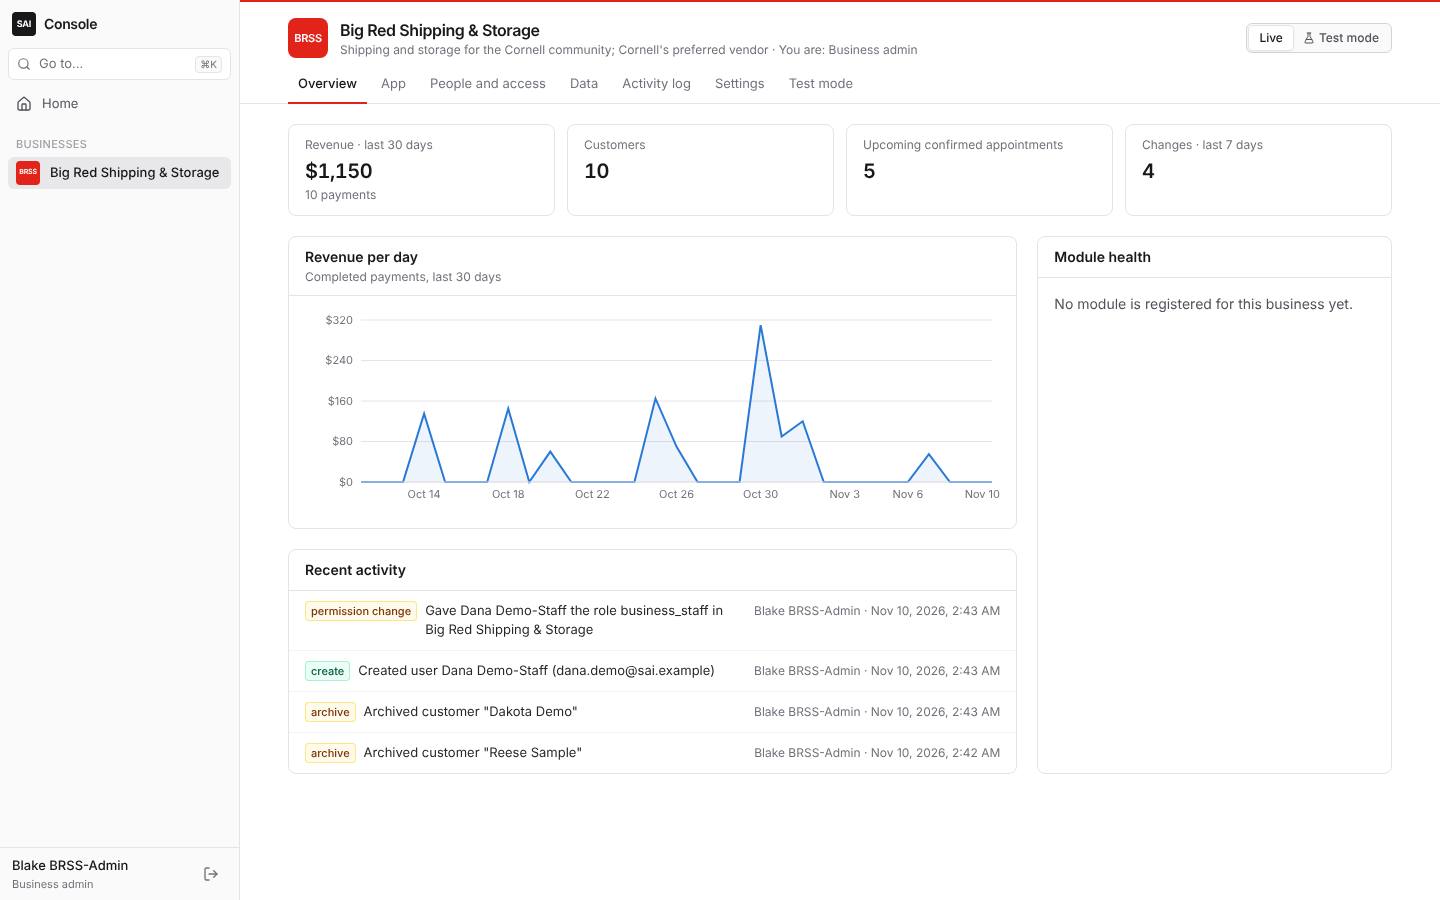 SAI Console
Go to... ⌘K
Home
BUSINESSES
BRSS Big Red Shipping & Storage
Blake BRSS-Admin
Business admin
BRSS
Big Red Shipping & Storage
Shipping and storage for the Cornell community; Cornell's preferred vendor · You are: Business admin
Live Test mode
Overview App People and access Data Activity log Settings Test mode
Revenue · last 30 days
$1,150
10 payments
Customers
10
Upcoming confirmed appointments
5
Changes · last 7 days
4
Revenue per day
Completed payments, last 30 days
$320
$240
$160
$80
$0
Oct 14 Oct 18 Oct 22 Oct 26 Oct 30 Nov 3 Nov 6 Nov 10
Module health
No module is registered for this business yet.
Recent activity
permission change Gave Dana Demo-Staff the role business_staff in Blake BRSS-Admin · Nov 10, 2026, 2:43 AM
Big Red Shipping & Storage
create Created user Dana Demo-Staff (dana.demo@sai.example) Blake BRSS-Admin · Nov 10, 2026, 2:43 AM
archive Archived customer "Dakota Demo" Blake BRSS-Admin · Nov 10, 2026, 2:43 AM
archive Archived customer "Reese Sample" Blake BRSS-Admin · Nov 10, 2026, 2:42 AM